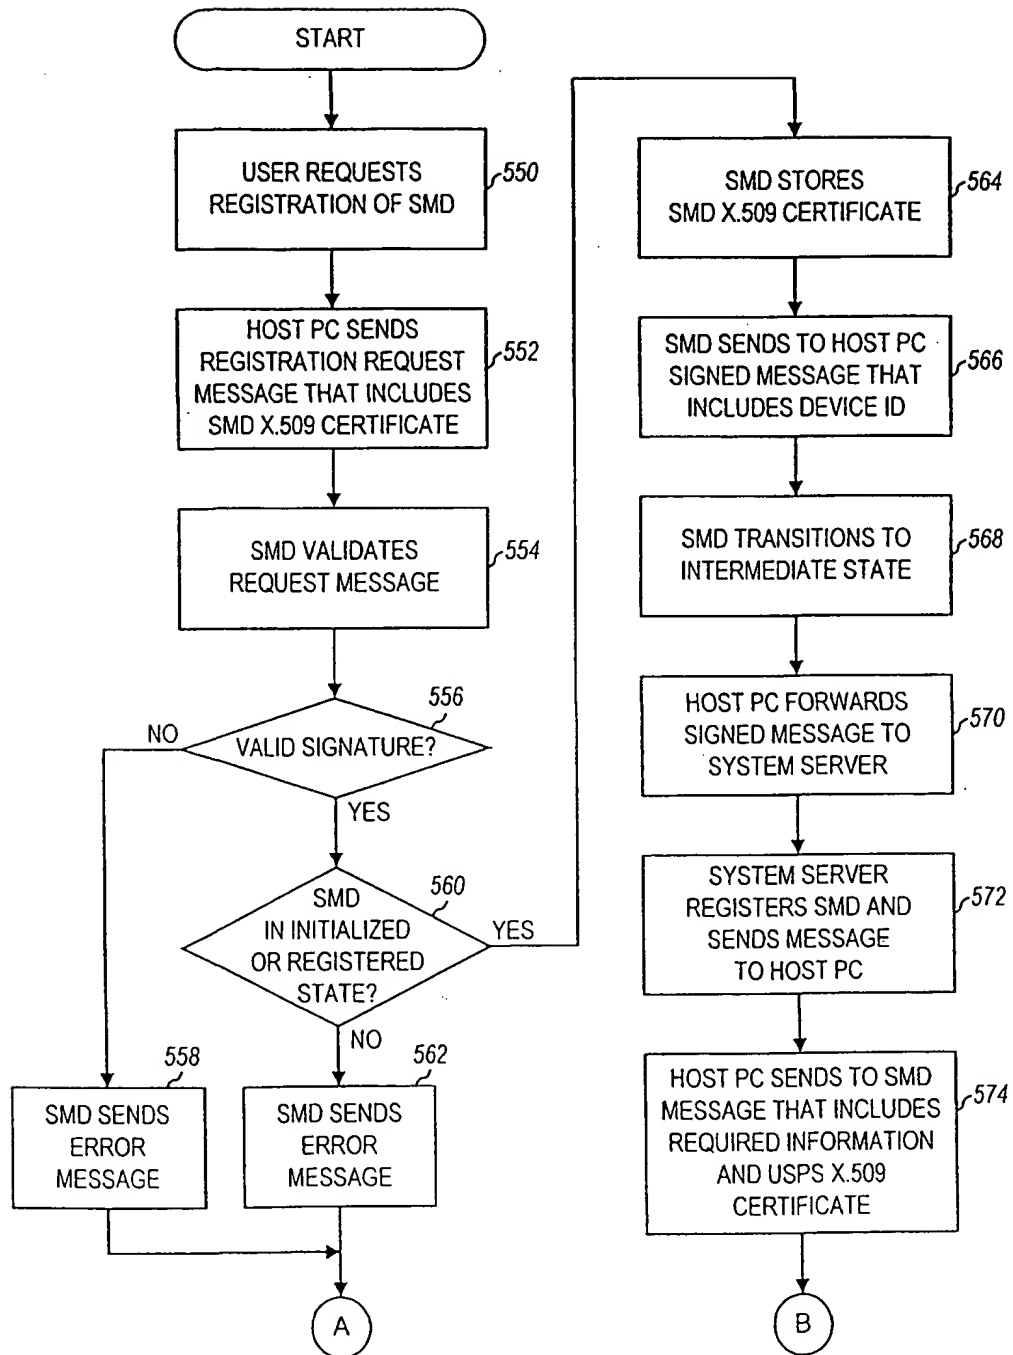 START
USER REQUESTS
REGISTRATION OF SMD
550
HOST PC SENDS
REGISTRATION REQUEST
MESSAGE THAT INCLUDES
SMD X.509 CERTIFICATE
552
SMD VALIDATES
REQUEST MESSAGE
554
VALID SIGNATURE?
556
NO
YES
SMD
IN INITIALIZED
OR REGISTERED
STATE?
560
YES
NO
SMD SENDS
ERROR
MESSAGE
558
SMD SENDS
ERROR
MESSAGE
562
A
SMD STORES
SMD X.509 CERTIFICATE
564
SMD SENDS TO HOST PC
SIGNED MESSAGE THAT
INCLUDES DEVICE ID
566
SMD TRANSITIONS TO
INTERMEDIATE STATE
568
HOST PC FORWARDS
SIGNED MESSAGE TO
SYSTEM SERVER
570
SYSTEM SERVER
REGISTERS SMD AND
SENDS MESSAGE
TO HOST PC
572
HOST PC SENDS TO SMD
MESSAGE THAT INCLUDES
REQUIRED INFORMATION
AND USPS X.509
CERTIFICATE
574
B